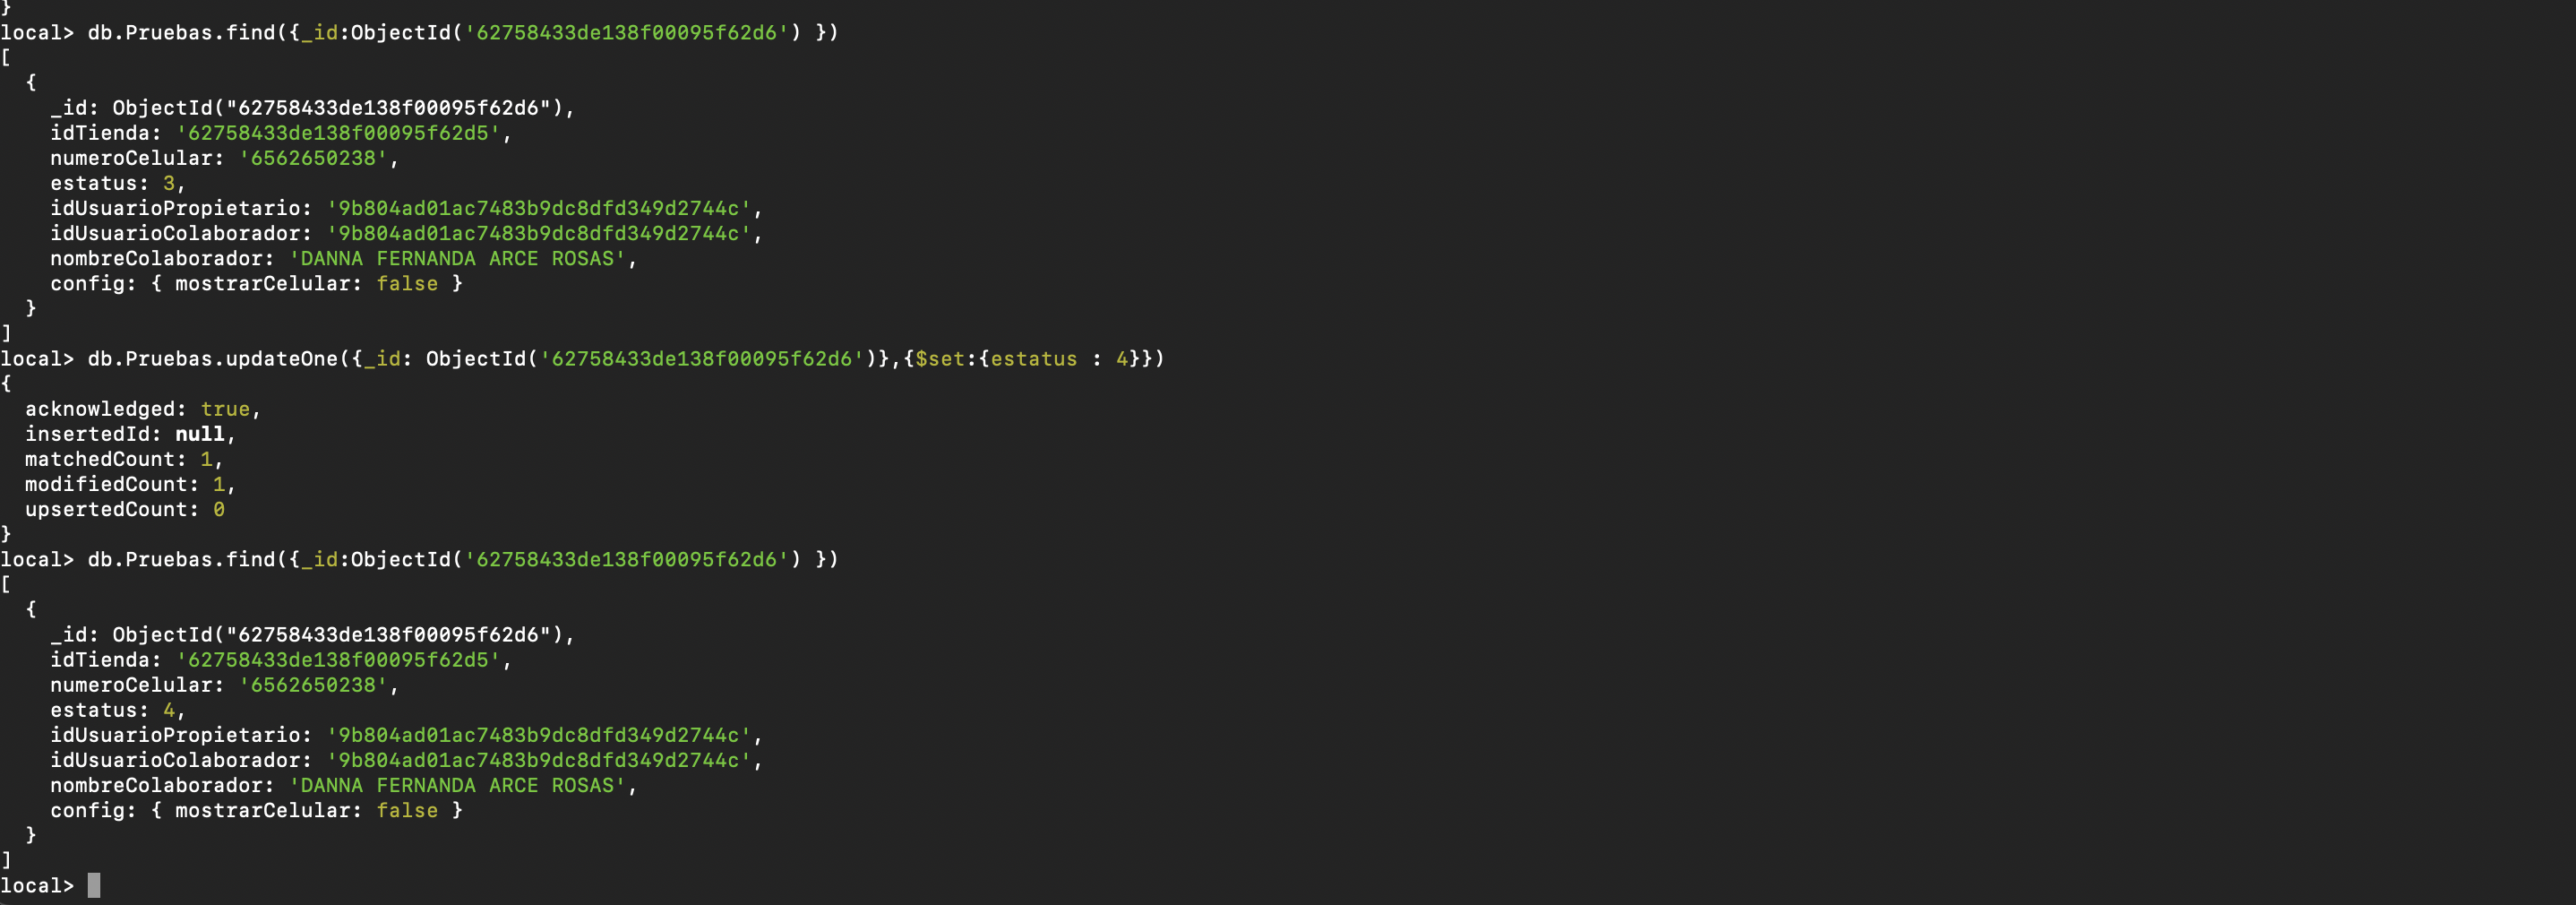 }
local> db.Pruebas.find({_id:ObjectId('62758433de138f00095f62d6') })
[
  {
    _id: ObjectId("62758433de138f00095f62d6"),
    idTienda: '62758433de138f00095f62d5',
    numeroCelular: '6562650238',
    estatus: 3,
    idUsuarioPropietario: '9b804ad01ac7483b9dc8dfd349d2744c',
    idUsuarioColaborador: '9b804ad01ac7483b9dc8dfd349d2744c',
    nombreColaborador: 'DANNA FERNANDA ARCE ROSAS',
    config: { mostrarCelular: false }
  }
]
local> db.Pruebas.updateOne({_id: ObjectId('62758433de138f00095f62d6')},{$set:{estatus : 4}})
{
  acknowledged: true,
  insertedId: null,
  matchedCount: 1,
  modifiedCount: 1,
  upsertedCount: 0
}
local> db.Pruebas.find({_id:ObjectId('62758433de138f00095f62d6') })
[
  {
    _id: ObjectId("62758433de138f00095f62d6"),
    idTienda: '62758433de138f00095f62d5',
    numeroCelular: '6562650238',
    estatus: 4,
    idUsuarioPropietario: '9b804ad01ac7483b9dc8dfd349d2744c',
    idUsuarioColaborador: '9b804ad01ac7483b9dc8dfd349d2744c',
    nombreColaborador: 'DANNA FERNANDA ARCE ROSAS',
    config: { mostrarCelular: false }
  }
]
local>